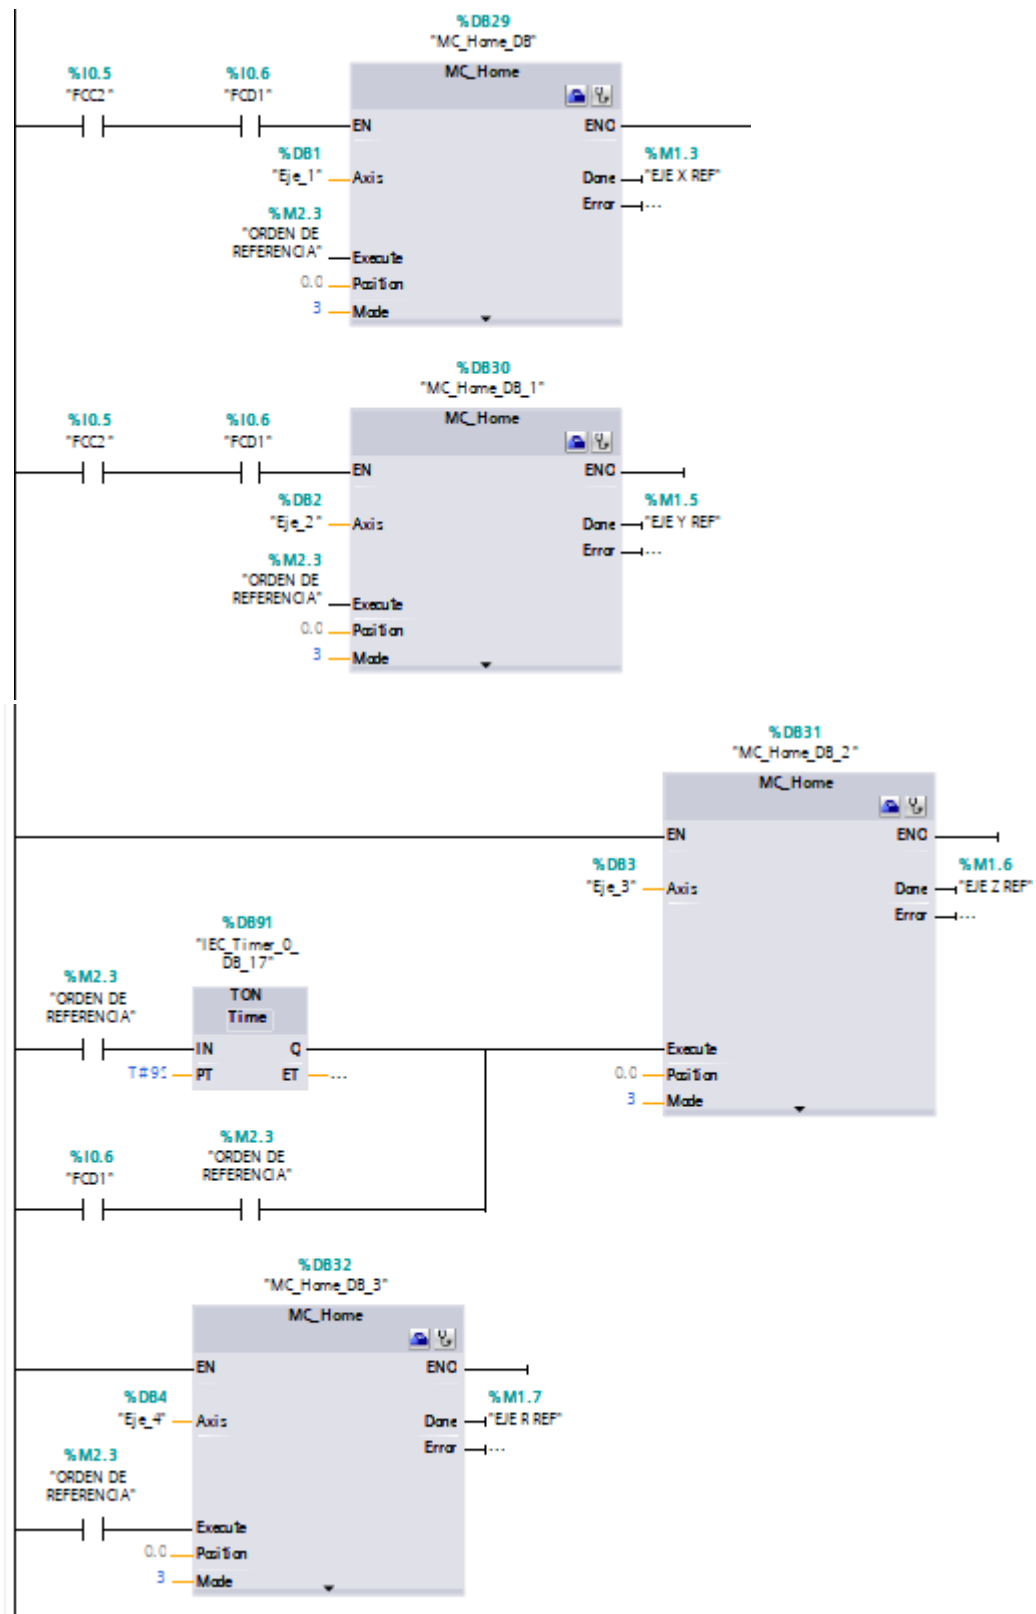 %DB29
"MC_Home_DB"
%I0.5
"FCC2"
%I0.6
"FCD1"
MC_Home
EN
ENO
%DB1
"Eje_1"
Axis
Done
%M1.3
"EJE X REF"
Error
...
%M2.3
"ORDEN DE
REFERENCIA"
Execute
0.0
Position
3
Mode
%DB30
"MC_Home_DB_1"
%I0.5
"FCC2"
%I0.6
"FCD1"
MC_Home
EN
ENO
%DB2
"Eje_2"
Axis
Done
%M1.5
"EJE Y REF"
Error
...
%M2.3
"ORDEN DE
REFERENCIA"
Execute
0.0
Position
3
Mode
%DB31
"MC_Home_DB_2"
MC_Home
EN
ENO
%DB3
"Eje_3"
Axis
Done
%M1.6
"EJE Z REF"
Error
...
%DB91
"IEC_Timer_0_
DB_17"
%M2.3
"ORDEN DE
REFERENCIA"
TON
Time
IN
Q
PT
ET
...
Execute
0.0
Position
3
Mode
%I0.6
"FCD1"
%M2.3
"ORDEN DE
REFERENCIA"
%DB32
"MC_Home_DB_3"
MC_Home
EN
ENO
%DB4
"Eje_4"
Axis
Done
%M1.7
"EJE R REF"
Error
...
%M2.3
"ORDEN DE
REFERENCIA"
Execute
0.0
Position
3
Mode